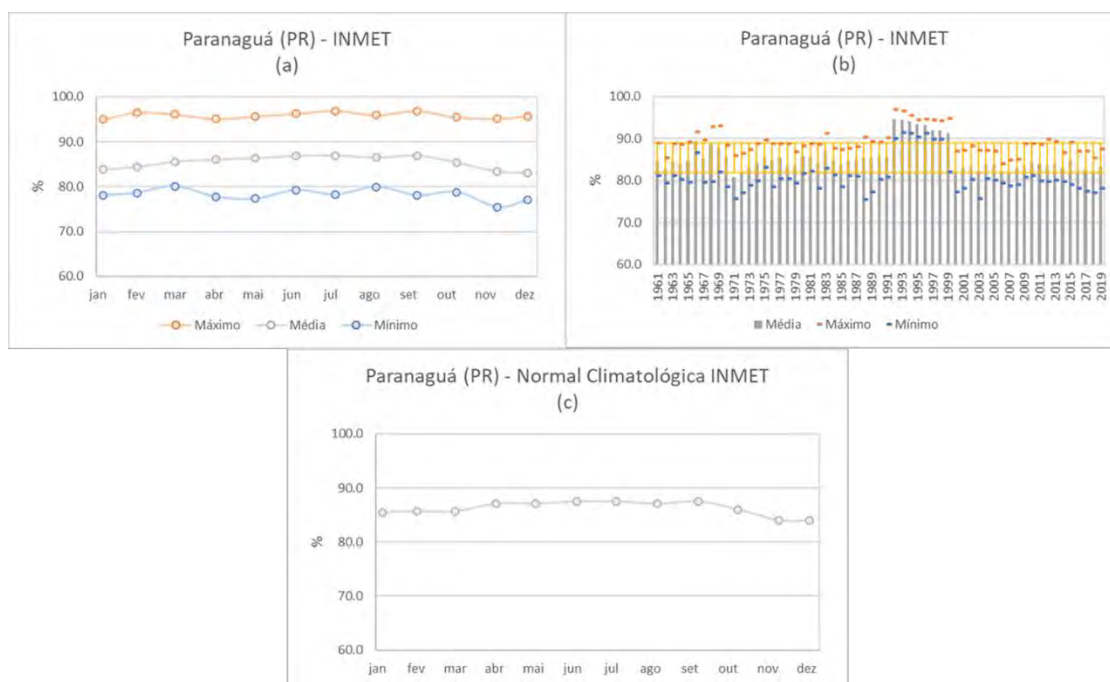 Paranaguá (PR) - INMET
(a)
100.0
90.0
80.0
70.0
60.0
%
jan fev mar abr mai jun jul ago set out nov dez
Máximo Média Mínimo
Paranaguá (PR) - INMET
(b)
100.0
90.0
80.0
70.0
60.0
%
1961 1963 1965 1967 1969 1971 1973 1975 1977 1979 1981 1983 1985 1987 1989 1991 1993 1995 1997 1999 2001 2003 2005 2007 2009 2011 2013 2015 2017 2019
Média Máximo Mínimo
Paranaguá (PR) - Normal Climatológica INMET
(c)
100.0
90.0
80.0
70.0
60.0
%
jan fev mar abr mai jun jul ago set out nov dez